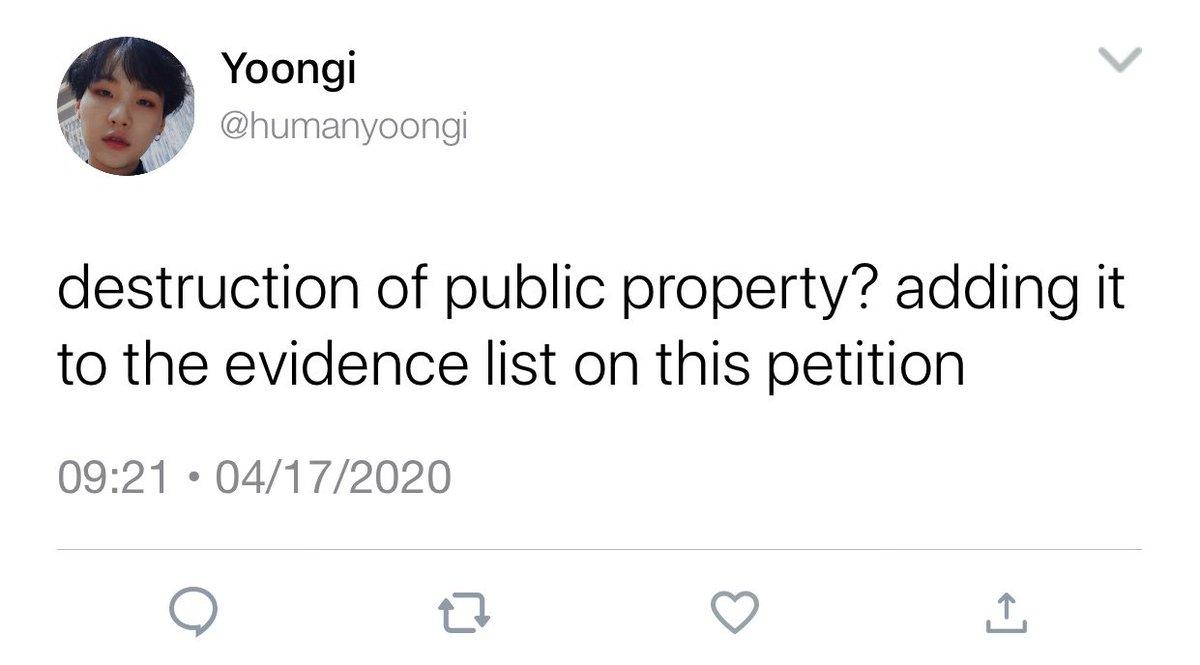 Yoongi
@humanyoongi
destruction of public property? adding it
to the evidence list on this petition
09:21 • 04/17/2020